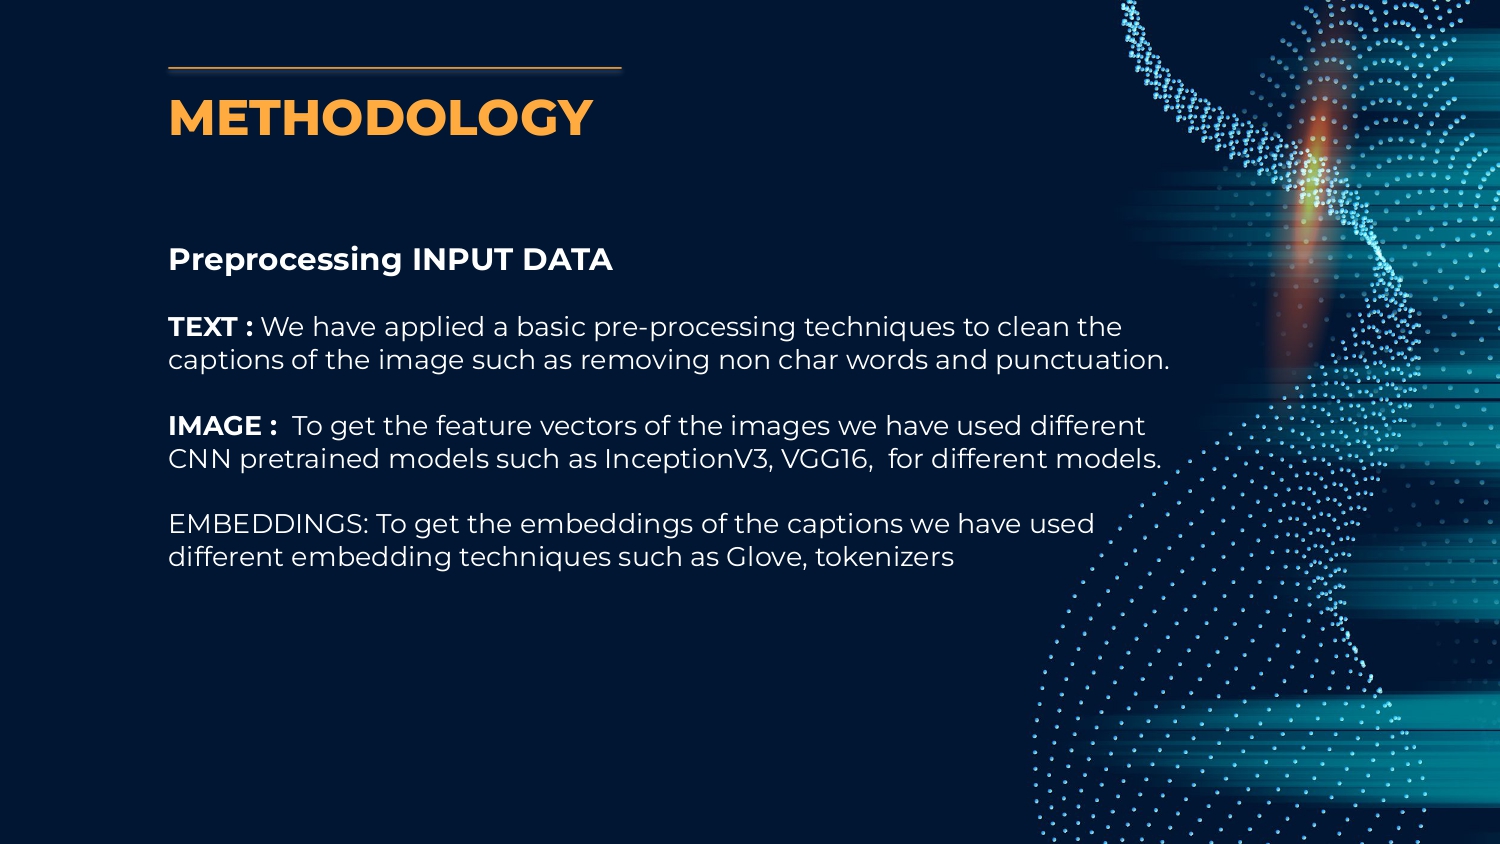 METHODOLOGY
Preprocessing INPUT DATA
TEXT : We have applied a basic pre-processing techniques to clean the
captions of the image such as removing non char words and punctuation.
IMAGE :  To get the feature vectors of the images we have used different
CNN pretrained models such as InceptionV3, VGG16,  for different models.
EMBEDDINGS: To get the embeddings of the captions we have used
different embedding techniques such as Glove, tokenizers